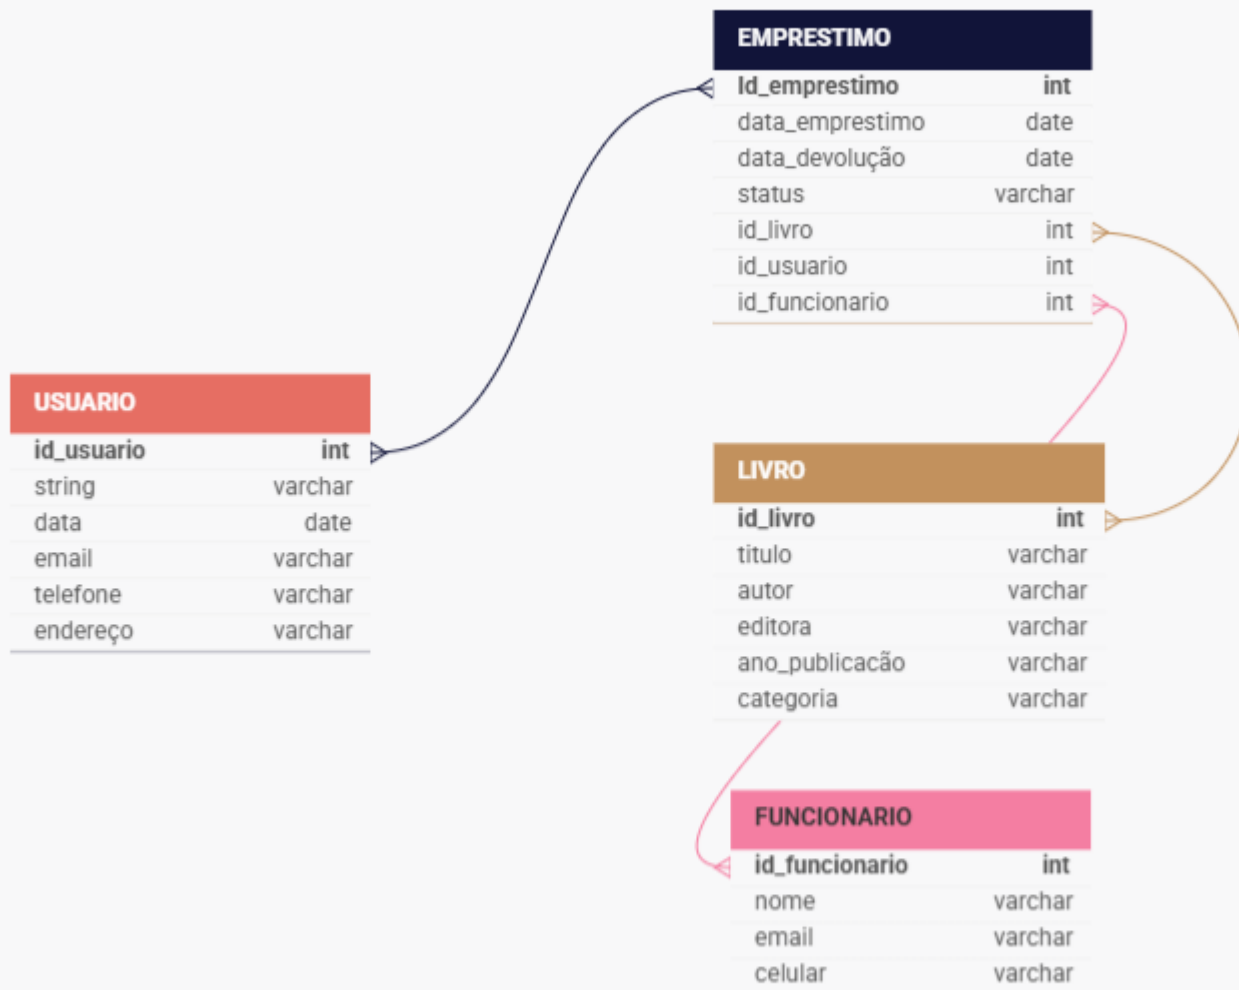 EMPRESTIMO
Id_emprestimo int
data_emprestimo date
data_devolução date
status varchar
id_livro int
id_usuario int
id_funcionario int
USUARIO
id_usuario int
string varchar
data date
email varchar
telefone varchar
endereço varchar
LIVRO
id_livro int
titulo varchar
autor varchar
editora varchar
ano_publicacão varchar
categoria varchar
FUNCIONARIO
id_funcionario int
nome varchar
email varchar
celular varchar